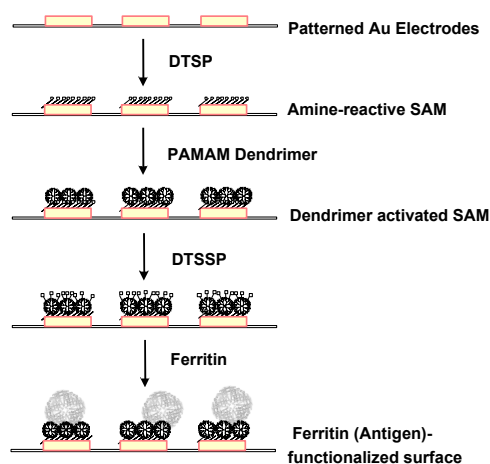 Patterned Au Electrodes
DTSP
Amine-reactive SAM
PAMAM Dendrimer
Dendrimer activated SAM
DTSSP
Ferritin
Ferritin (Antigen)-
functionalized surface